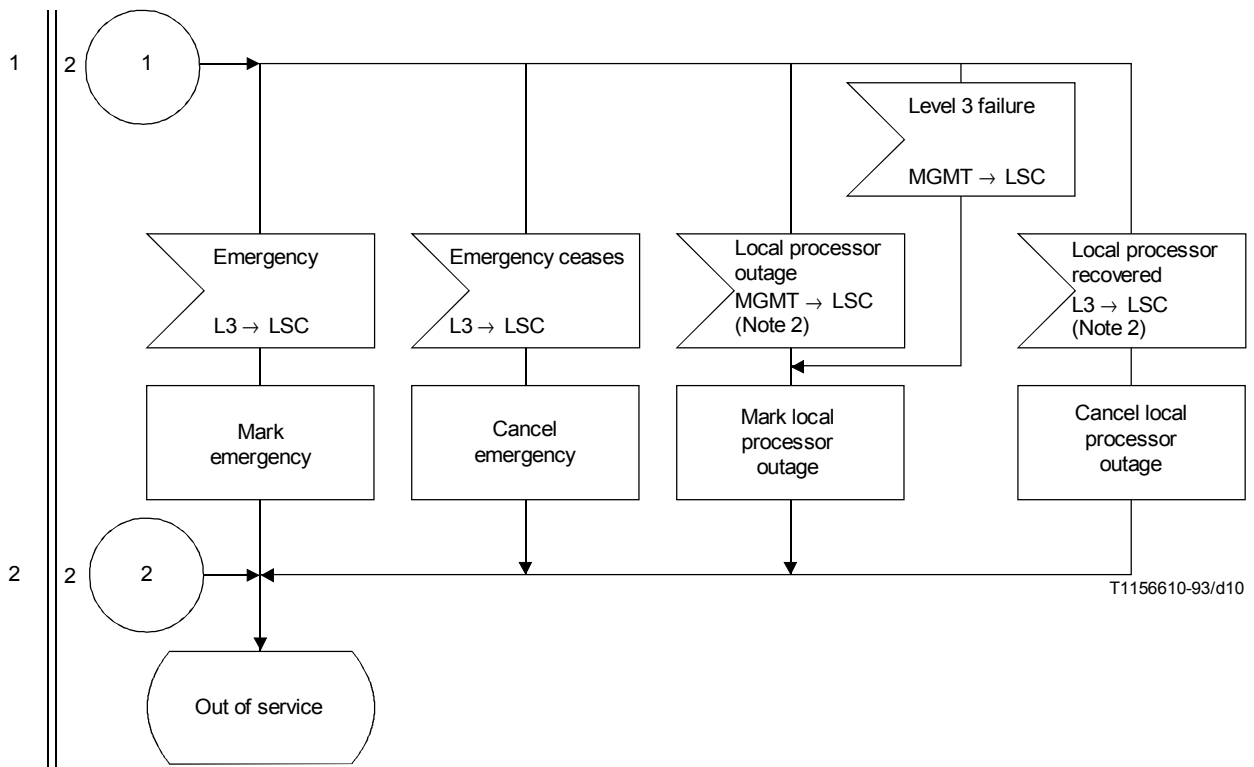 1
2
1
Level 3 failure
MGMT → LSC
Emergency
L3 → LSC
Emergency ceases
L3 → LSC
Local processor
outage
MGMT → LSC
(Note 2)
Local processor
recovered
L3 → LSC
(Note 2)
Mark
emergency
Cancel
emergency
Mark local
processor
outage
Cancel local
processor
outage
2
2
2
T1156610-93/d10
Out of service